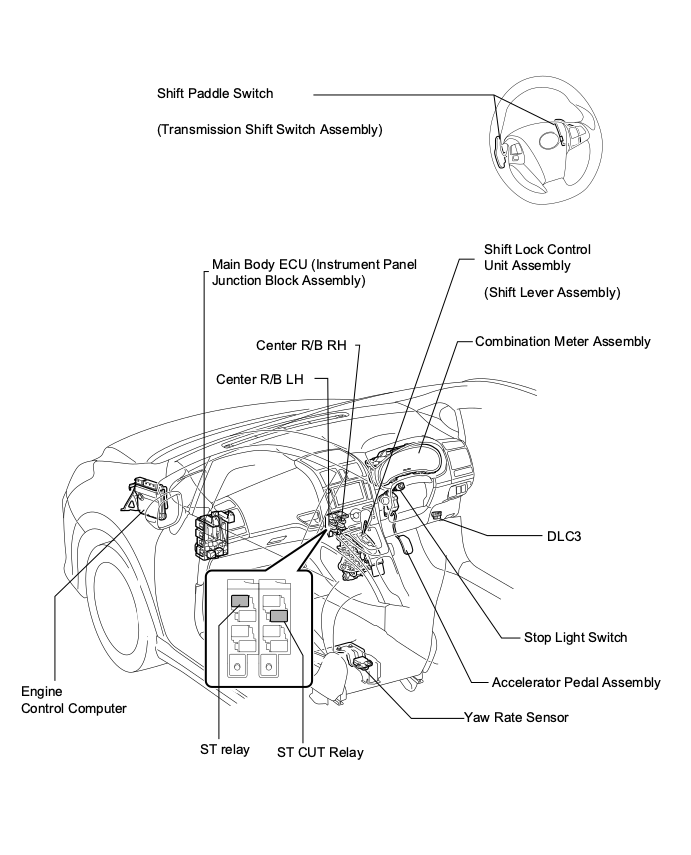 Shift Paddle Switch
(Transmission Shift Switch Assembly)
Shift Lock Control
Unit Assembly
(Shift Lever Assembly)
Main Body ECU (Instrument Panel
Junction Block Assembly)
Center R/B RH
Combination Meter Assembly
Center R/B LH
DLC3
Stop Light Switch
Accelerator Pedal Assembly
Engine
Control Computer
Yaw Rate Sensor
ST relay
ST CUT Relay